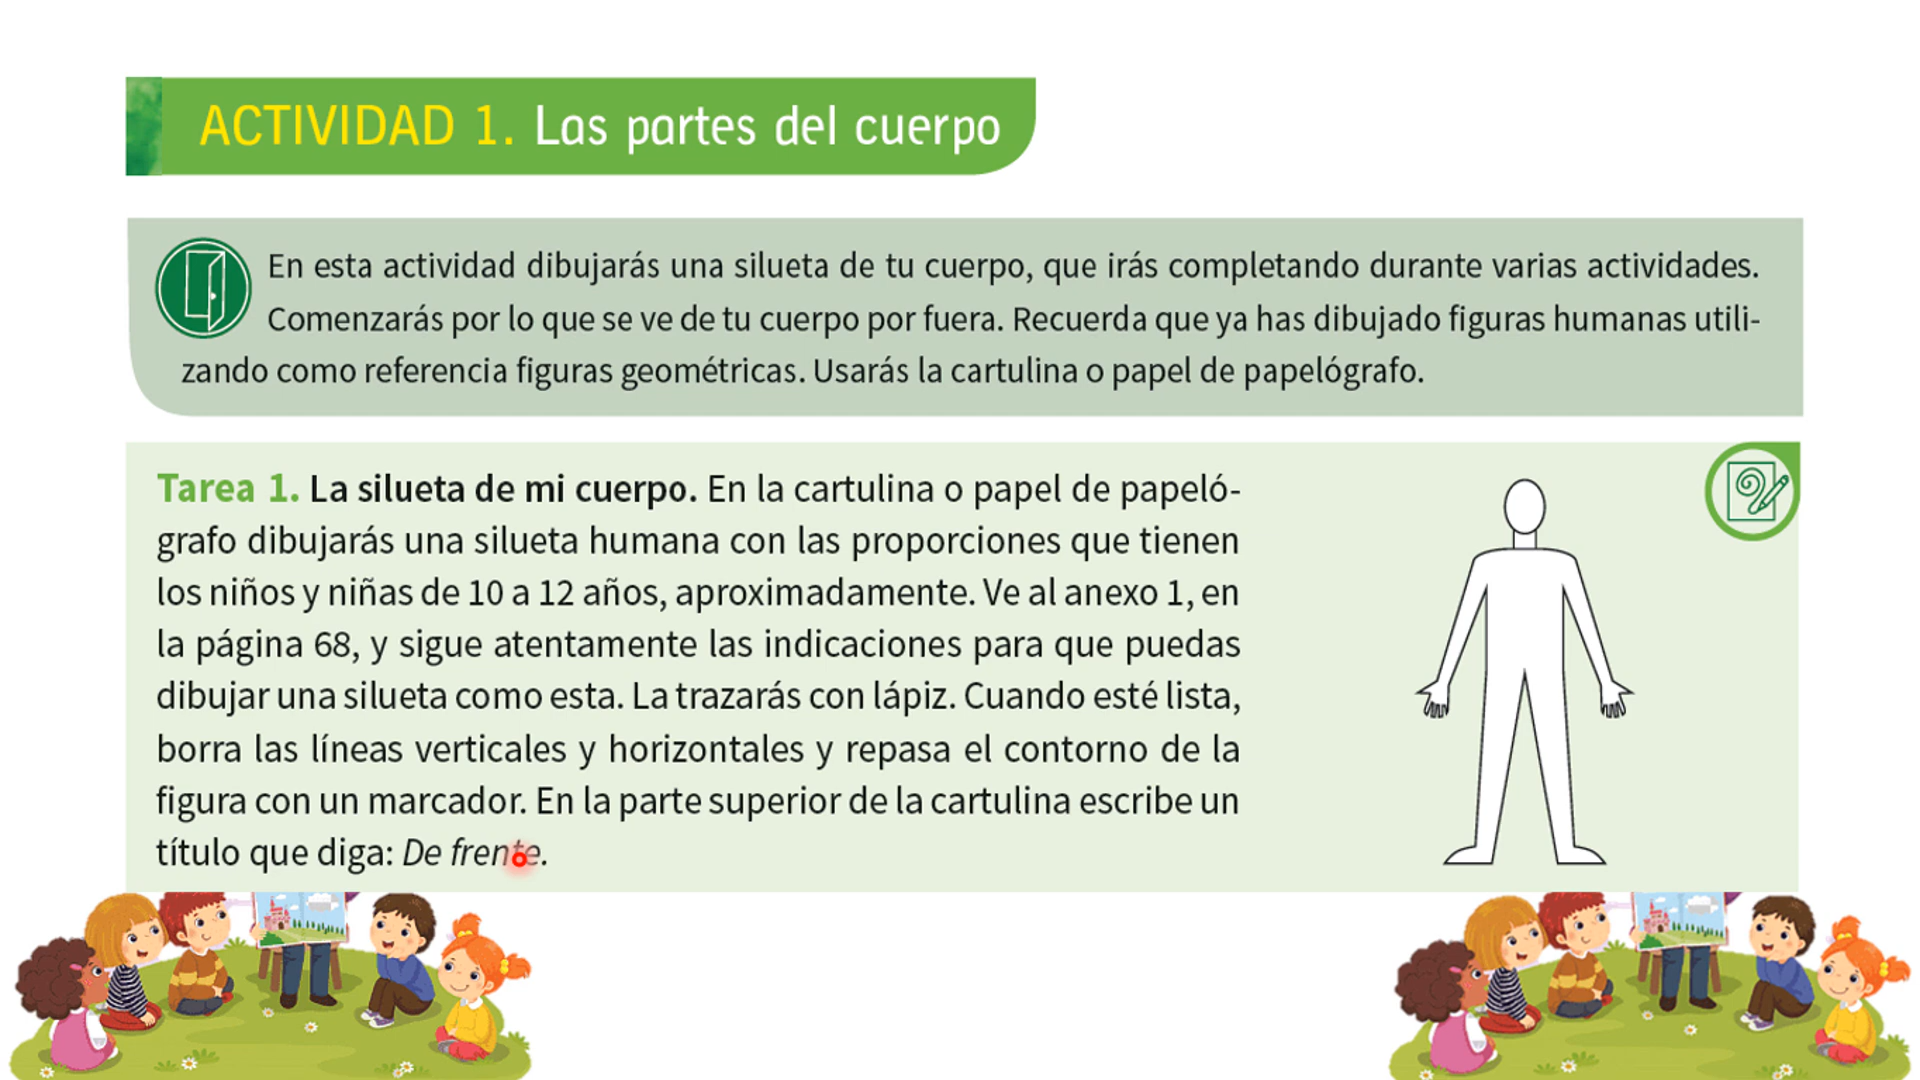 ACTIVIDAD 1. Las partes del cuerpo
En esta actividad dibujarás una silueta de tu cuerpo, que irás completando durante varias actividades.
Comenzarás por lo que se ve de tu cuerpo por fuera. Recuerda que ya has dibujado figuras humanas utili-
zando como referencia figuras geométricas. Usarás la cartulina o papel de papelógrafo.
Tarea 1. La silueta de mi cuerpo. En la cartulina o papel de papeló-
grafo dibujarás una silueta humana con las proporciones que tienen
los niños y niñas de 10 a 12 años, aproximadamente. Ve al anexo 1, en
la página 68, y sigue atentamente las indicaciones para que puedas
dibujar una silueta como esta. La trazarás con lápiz. Cuando esté lista,
borra las líneas verticales y horizontales y repasa el contorno de la
figura con un marcador. En la parte superior de la cartulina escribe un
título que diga: De frente.